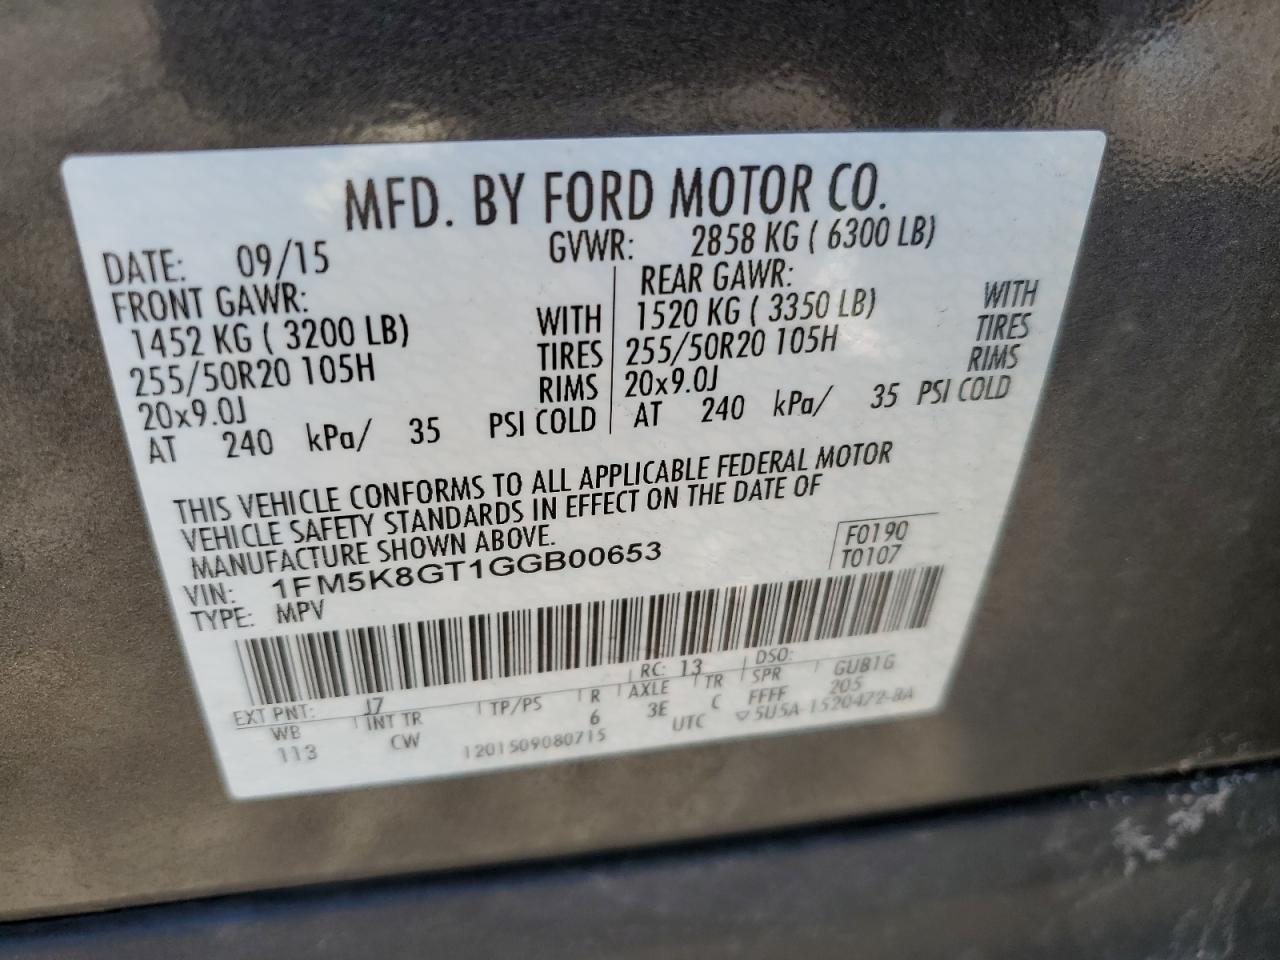 MFD. BY FORD MOTOR CO.
DATE: 09/15 GVWR: 2858 KG ( 6300 LB)
FRONT GAWR:
1452 KG ( 3200 LB) WITH
255/50R20 105H TIRES
20x9.0J RIMS
AT 240 kPa/ 35 PSI COLD
REAR GAWR:
1520 KG ( 3350 LB) WITH
255/50R20 105H TIRES
20x9.0J RIMS
AT 240 kPa/ 35 PSI COLD
THIS VEHICLE CONFORMS TO ALL APPLICABLE FEDERAL MOTOR
VEHICLE SAFETY STANDARDS IN EFFECT ON THE DATE OF
MANUFACTURE SHOWN ABOVE.
VIN: 1FM5K8GT1GGB00653
TYPE: MPV
F0190
T0107
EXT PNT: J7 RC: 13 DSO:
WB INT TR TP/PS R AXLE TR SPR GUB1G
113 CW 6 3E C FFFF 205
1201509080715 UTC ▽5U5A-1520472-BA